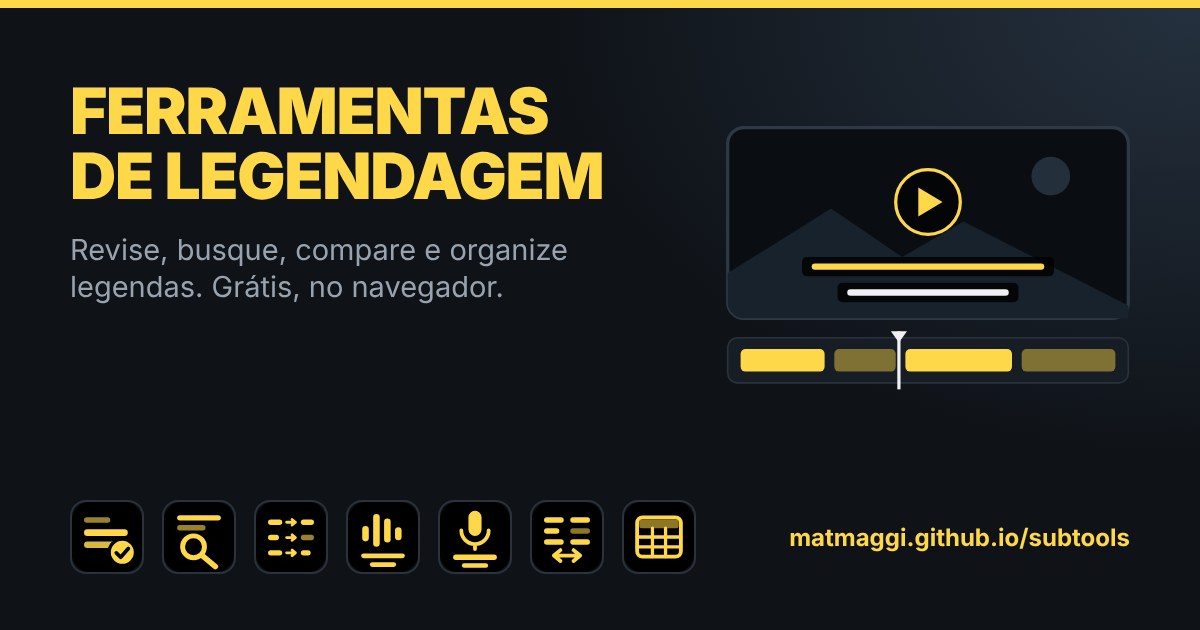 FERRAMENTAS
DE LEGENDAGEM
Revise, busque, compare e organize
legendas. Grátis, no navegador.
matmaggi.github.io/subtools